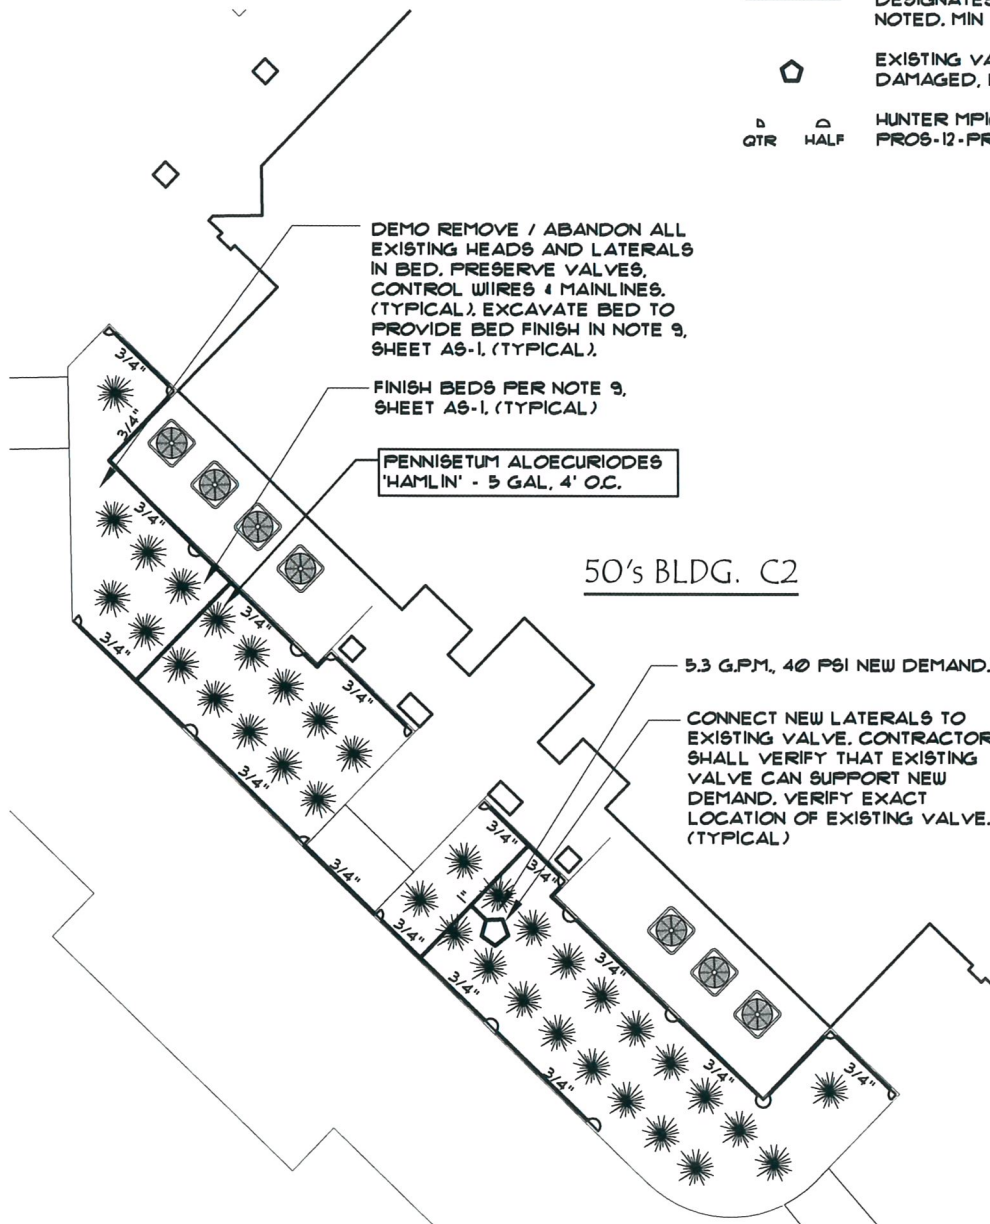 DESIGNATES
NOTED. MIN
EXISTING VA
DAMAGED,
QTR HALF
HUNTER
PROS-12-PR
DEMO REMOVE / ABANDON ALL
EXISTING HEADS AND LATERALS
IN BED. PRESERVE VALVES,
CONTROL WIIRES & MAINLINES.
(TYPICAL). EXCAVATE BED TO
PROVIDE BED FINISH IN NOTE 9,
SHEET AS-1. (TYPICAL).
FINISH BEDS PER NOTE 9,
SHEET AS-1. (TYPICAL)
PENNISETUM ALOECURIODES
'HAMLIN' - 5 GAL, 4' O.C.
50's BLDG. C2
5.3 G.P.M., 40 PSI NEW DEMAND.
CONNECT NEW LATERALS TO
EXISTING VALVE. CONTRACTOR
SHALL VERIFY THAT EXISTING
VALVE CAN SUPPORT NEW
DEMAND. VERIFY EXACT
LOCATION OF EXISTING VALVE.
(TYPICAL)
3/4"
3/4"
3/4"
3/4"
3/4"
3/4"
3/4"
3/4"
3/4"
3/4"
1"
3/4"
3/4"
3/4"
3/4"
3/4"
3/4"